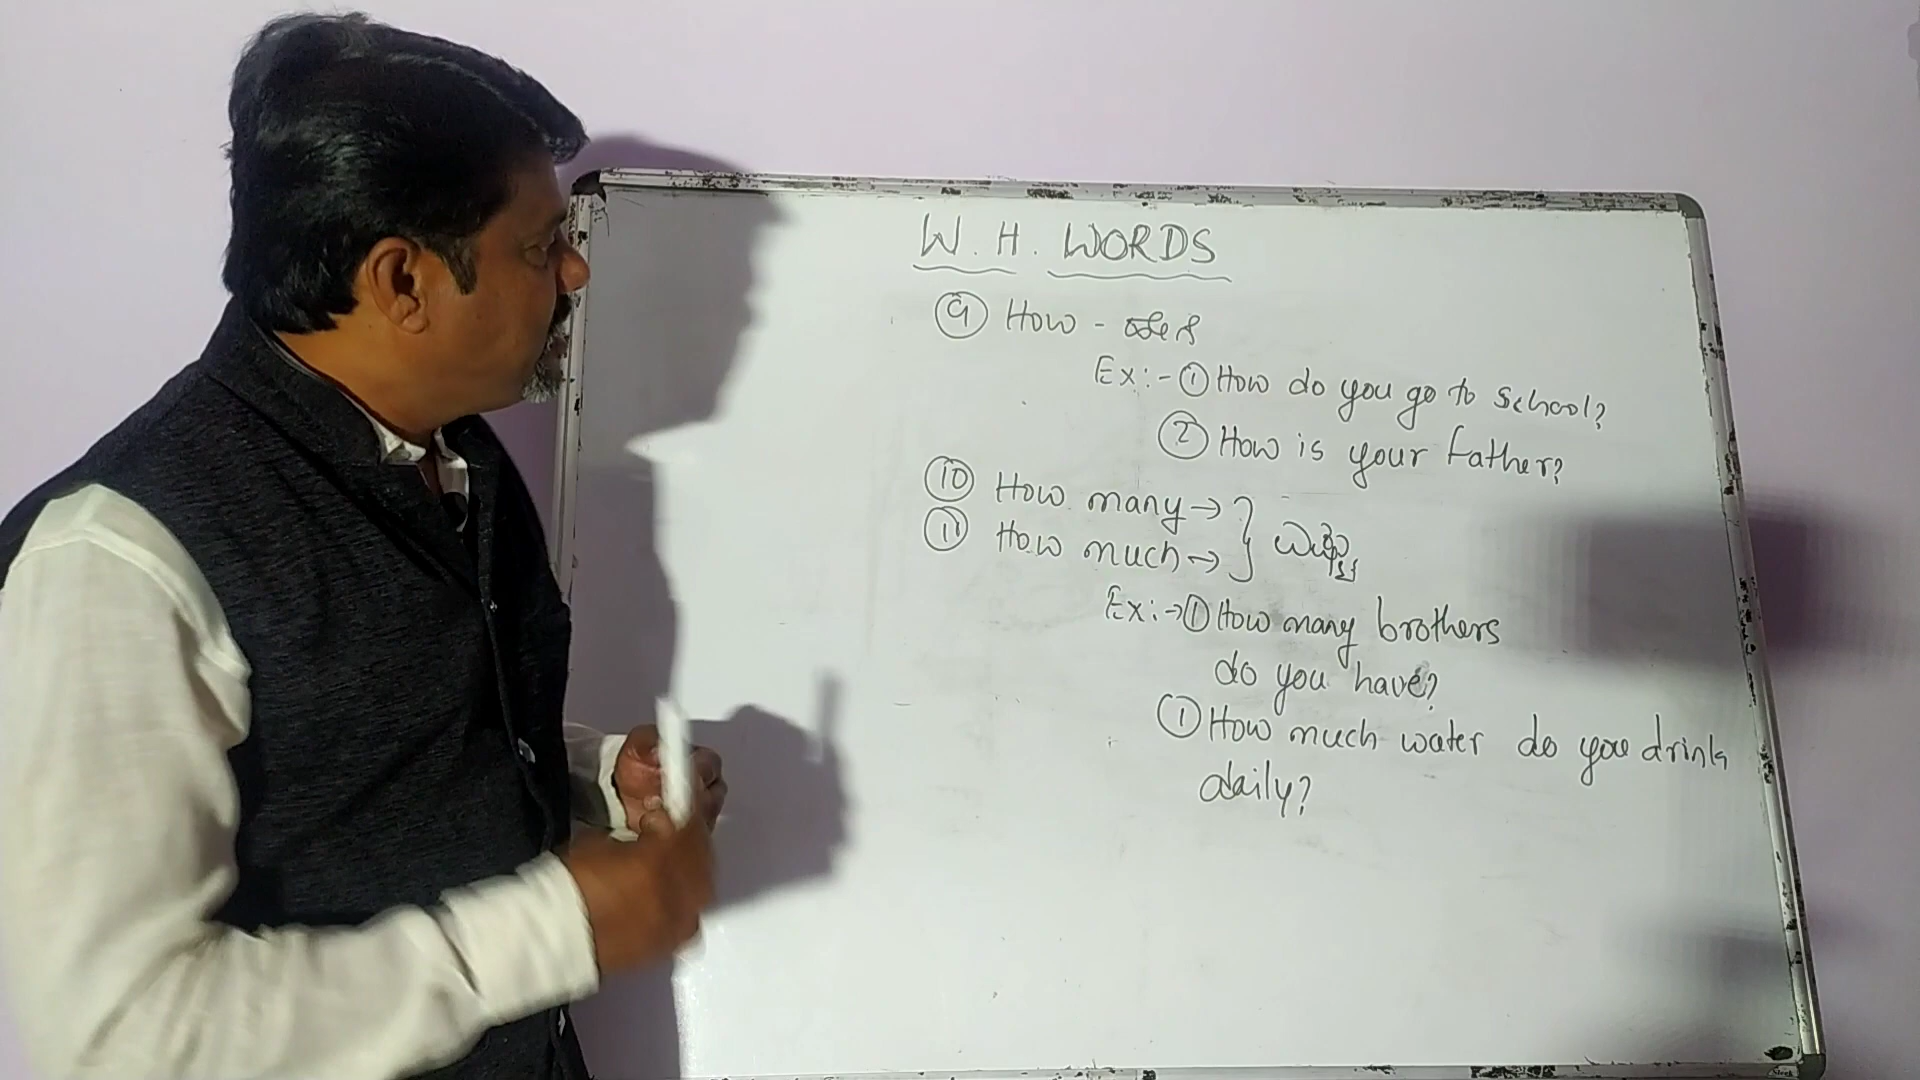 W. H. WORDS
9 How - ಹೇಗೆ
Ex:- 1 How do you go to School?
2 How is your father?
10 How many →
11 How much → } ಎಷ್ಟು
Ex:→ 1 How many brothers
do you have?
1 How much water do you drink
daily?